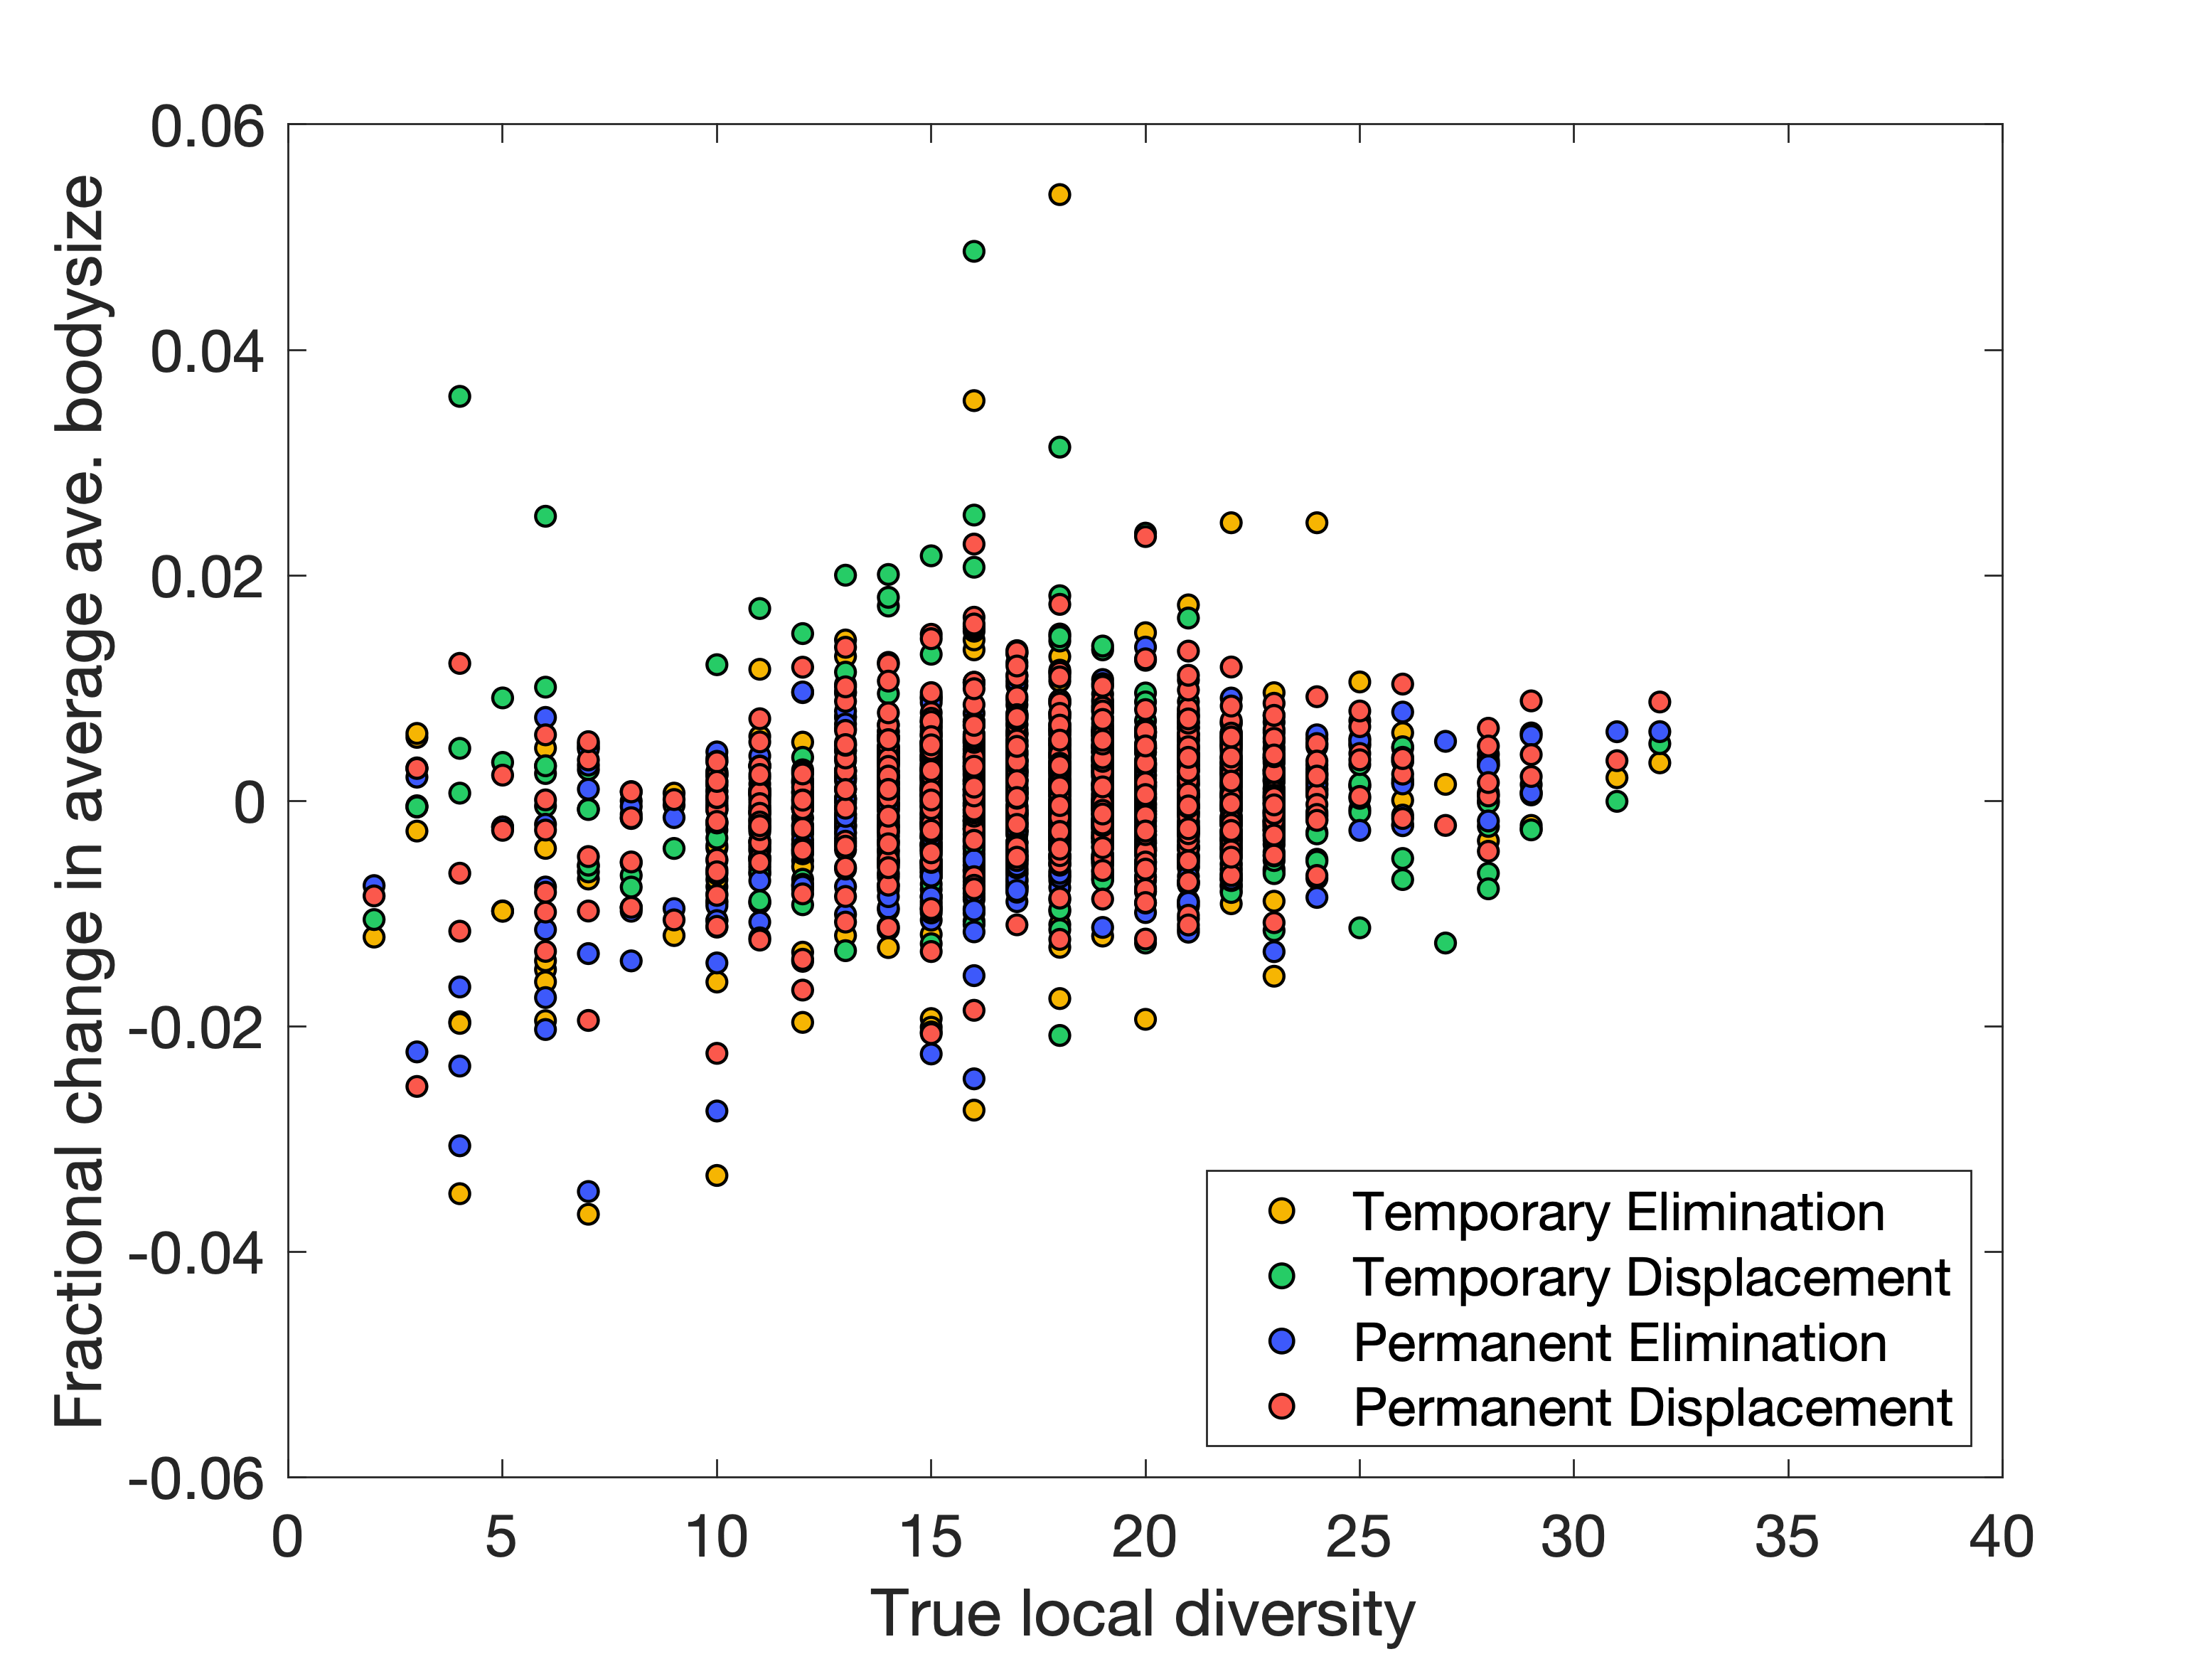 Fractional change in average ave. bodysize
0.06
0.04
0.02
0
-0.02
-0.04
-0.06
Temporary Elimination
Temporary Displacement
Permanent Elimination
Permanent Displacement
0 5 10 15 20 25 30 35 40
True local diversity